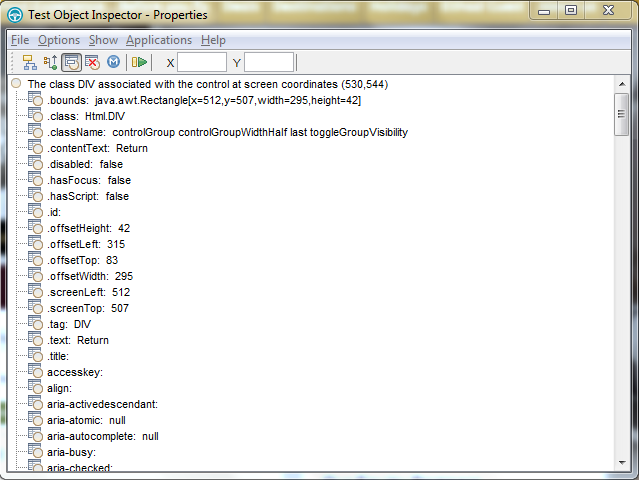 Test Object Inspector - Properties
File Options Show Applications Help
X Y
The class DIV associated with the control at screen coordinates (530,544)
.bounds: java.awt.Rectangle[x=512,y=507,width=295,height=42]
.class: Html.DIV
.className: controlGroup controlGroupWidthHalf last toggleGroupVisibility
.contentText: Return
.disabled: false
.hasFocus: false
.hasScript: false
.id:
.offsetHeight: 42
.offsetLeft: 315
.offsetTop: 83
.offsetWidth: 295
.screenLeft: 512
.screenTop: 507
.tag: DIV
.text: Return
.title:
accesskey:
align:
aria-activedescendant:
aria-atomic: null
aria-autocomplete: null
aria-busy:
aria-checked: